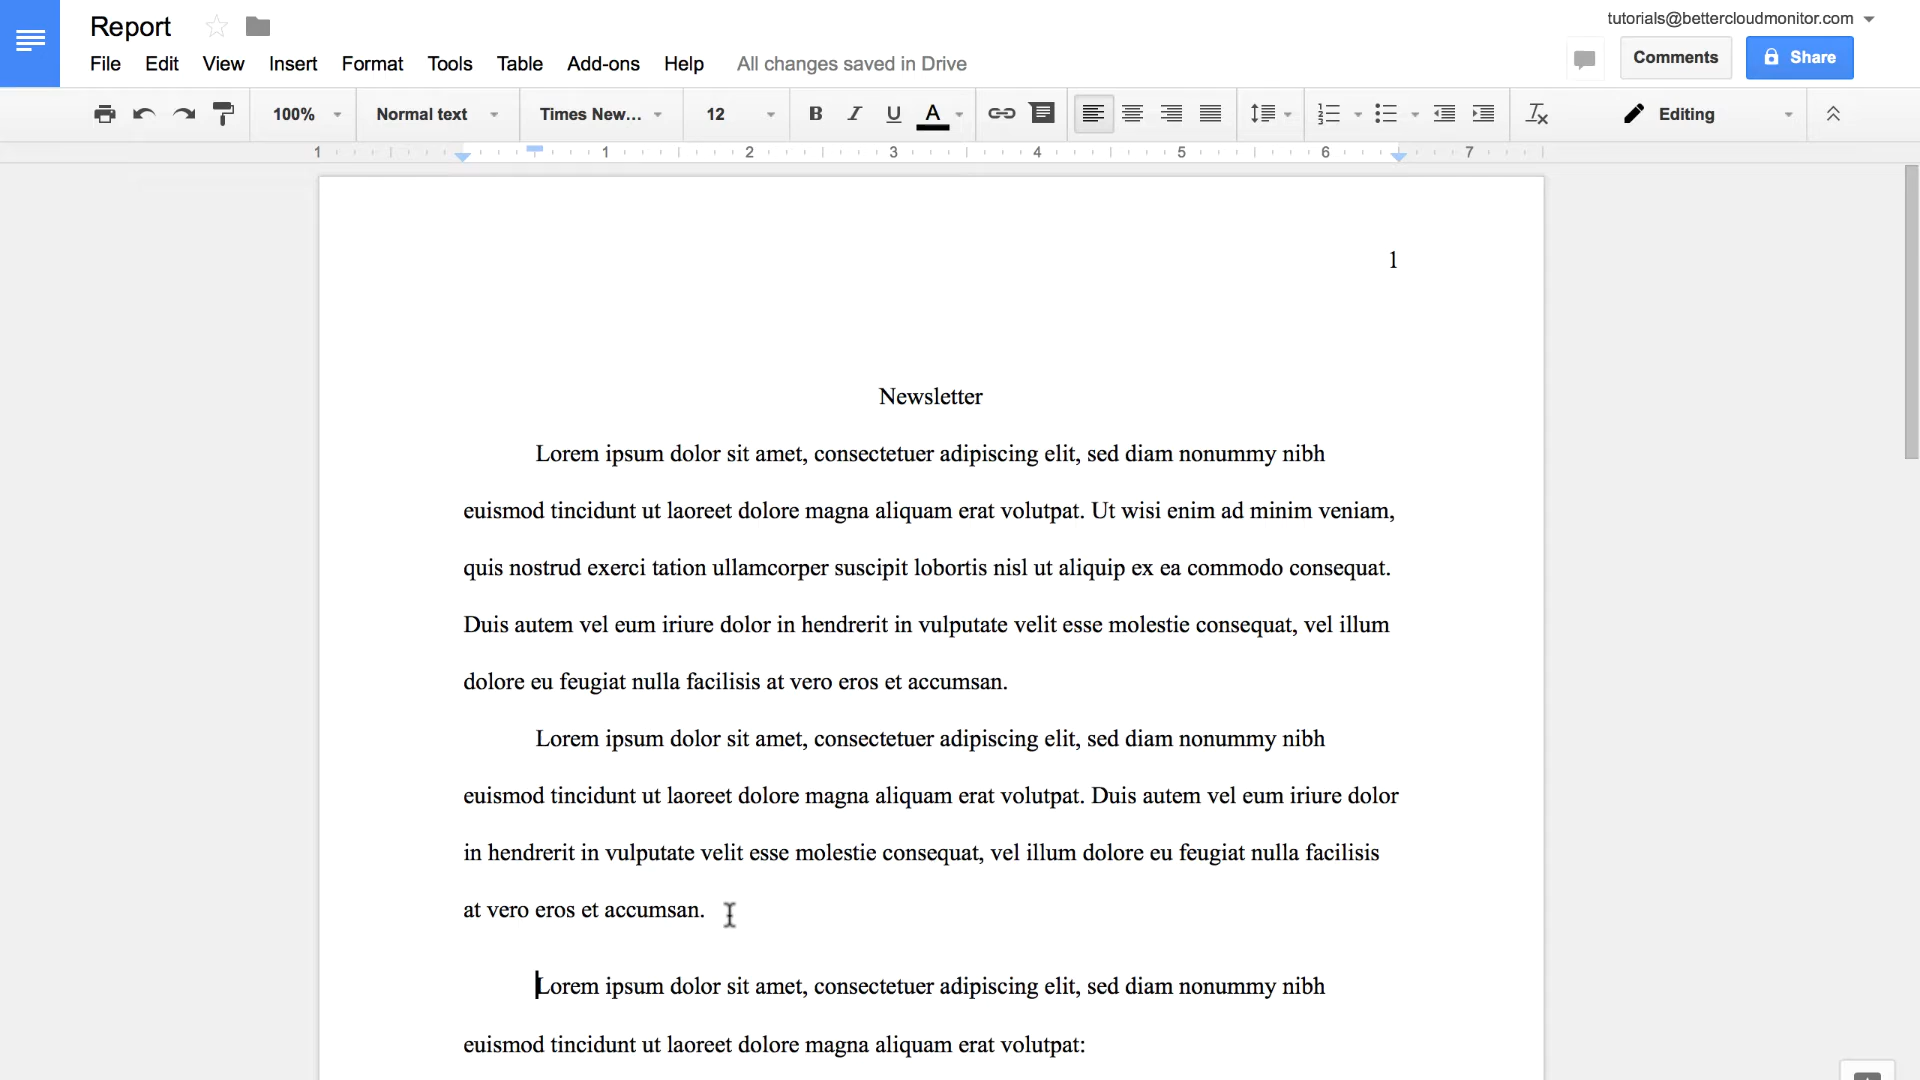 Report
tutorials@bettercloudmonitor.com
File Edit View Insert Format Tools Table Add-ons Help All changes saved in Drive
Comments Share
100% Normal text Times New... 12 B I U A Editing
1 1 2 3 4 5 6 7
1
Newsletter
Lorem ipsum dolor sit amet, consectetuer adipiscing elit, sed diam nonummy nibh
euismod tincidunt ut laoreet dolore magna aliquam erat volutpat. Ut wisi enim ad minim veniam,
quis nostrud exerci tation ullamcorper suscipit lobortis nisl ut aliquip ex ea commodo consequat.
Duis autem vel eum iriure dolor in hendrerit in vulputate velit esse molestie consequat, vel illum
dolore eu feugiat nulla facilisis at vero eros et accumsan.
Lorem ipsum dolor sit amet, consectetuer adipiscing elit, sed diam nonummy nibh
euismod tincidunt ut laoreet dolore magna aliquam erat volutpat. Duis autem vel eum iriure dolor
in hendrerit in vulputate velit esse molestie consequat, vel illum dolore eu feugiat nulla facilisis
at vero eros et accumsan.
Lorem ipsum dolor sit amet, consectetuer adipiscing elit, sed diam nonummy nibh
euismod tincidunt ut laoreet dolore magna aliquam erat volutpat: